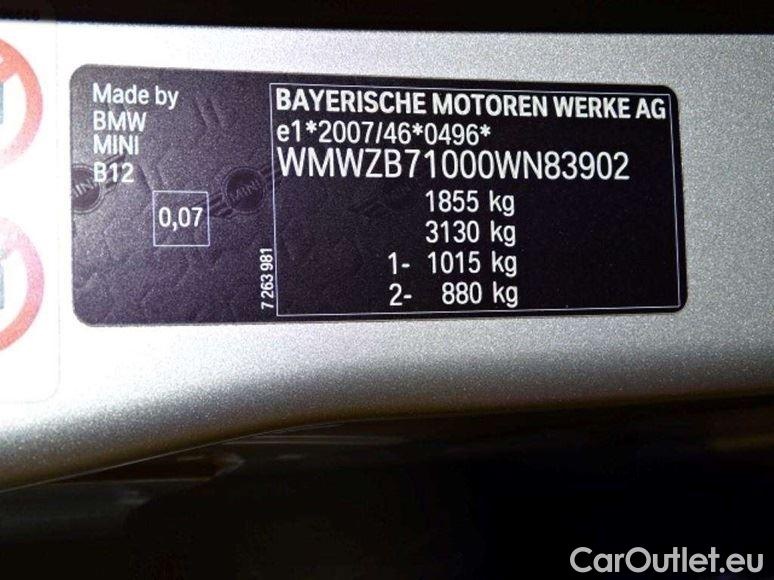 Made by
BMW
MINI
B12
0,07
7 263 981
BAYERISCHE MOTOREN WERKE AG
e1*2007/46*0496*
WMWZB71000WN83902
1855 kg
3130 kg
1- 1015 kg
2- 880 kg
MINI
CarOutlet.eu